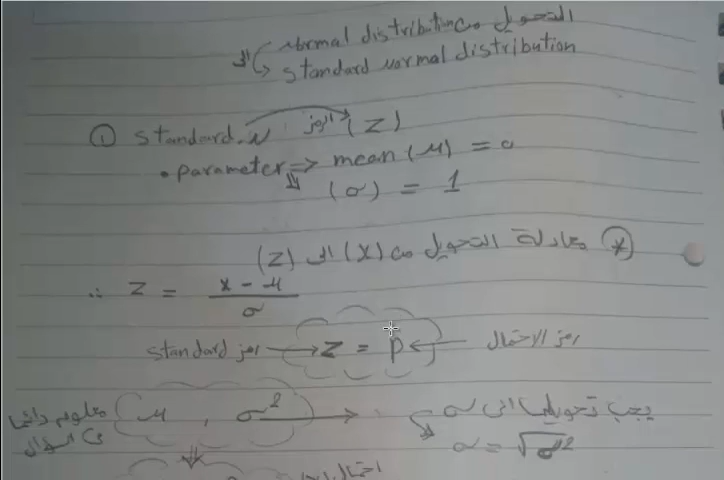 التحويل من normal distribution
الى standard normal distribution
① standard.N الرمز (Z)
• parameter ⇒ mean (μ) = 0
(σ) = 1
(*) معادلة التحويل من (x) الى (Z)
∴ Z = (x - μ) / σ
standard رمز → Z = P ← رمز الاحتمال
معلوم دائما (μ , σ²) → يجب تحويلها الى σ
في السؤال σ = √σ²
احتمال